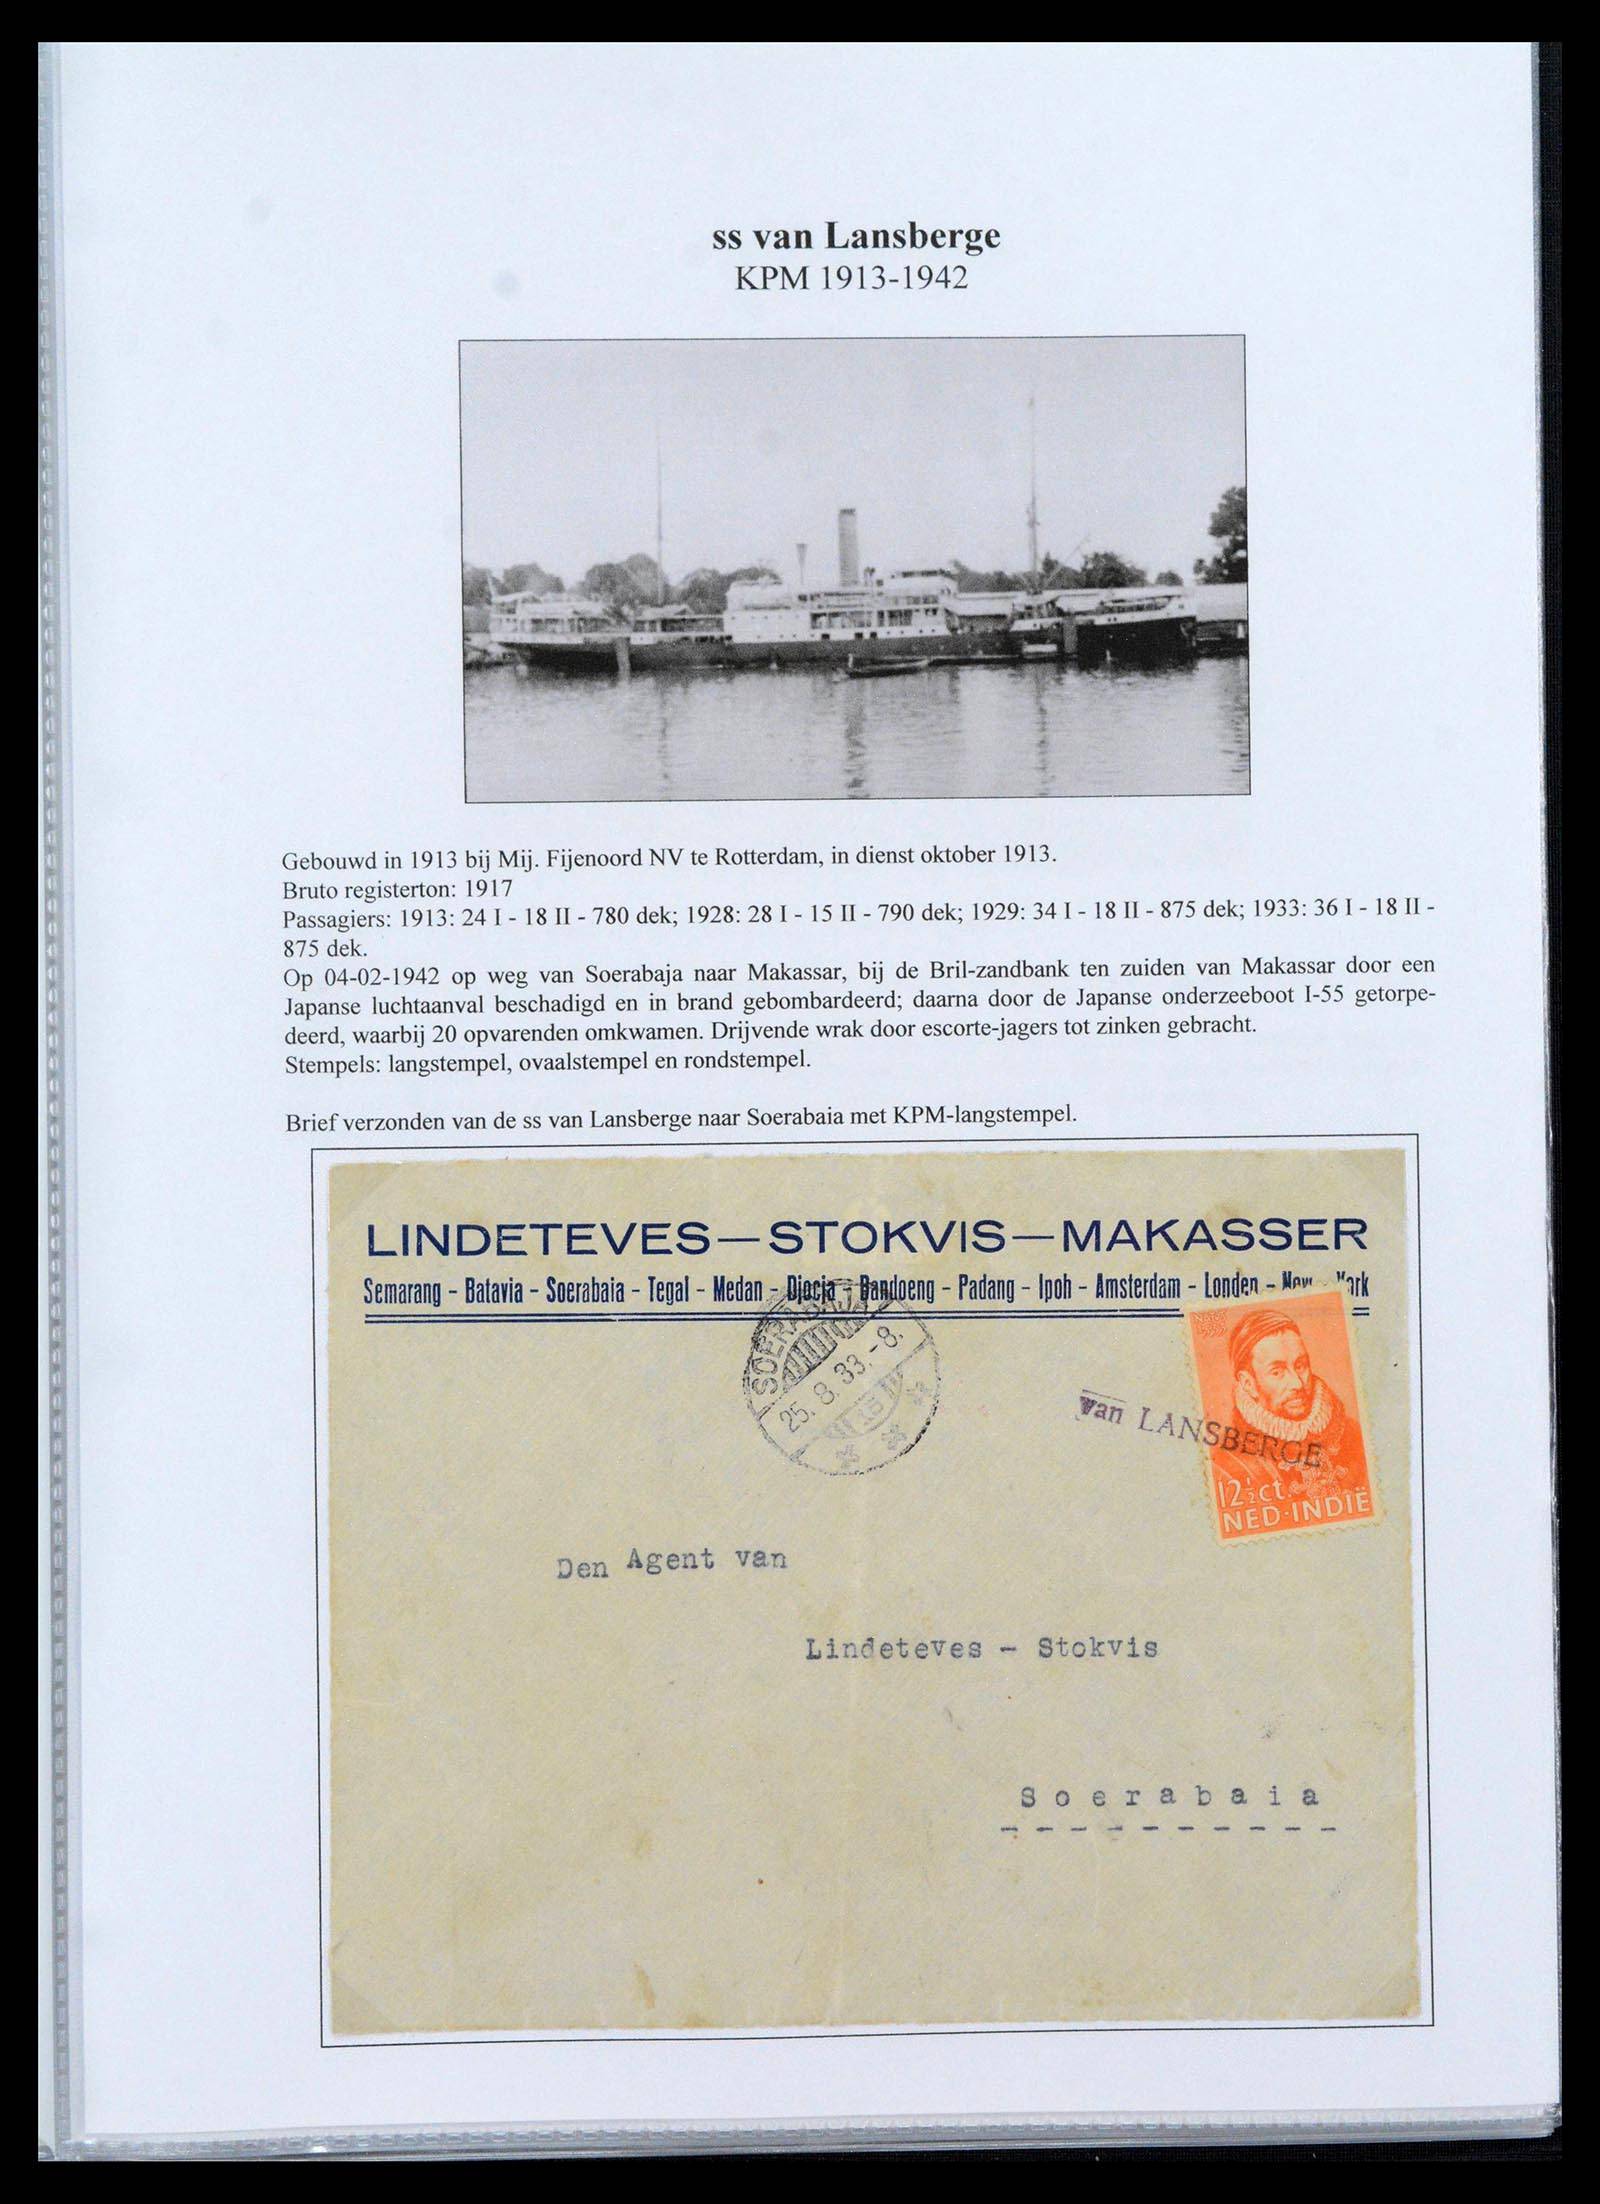 ss van Lansberge
KPM 1913-1942
Gebouwd in 1913 bij Mij. Fijenoord NV te Rotterdam, in dienst oktober 1913.
Bruto registerton: 1917
Passagiers: 1913: 24 I - 18 II - 780 dek; 1928: 28 I - 15 II - 790 dek; 1929: 34 I - 18 II - 875 dek; 1933: 36 I - 18 II -
875 dek.
Op 04-02-1942 op weg van Soerabaja naar Makassar, bij de Bril-zandbank ten zuiden van Makassar door een
Japanse luchtaanval beschadigd en in brand gebombardeerd; daarna door de Japanse onderzeeboot I-55 getorpe-
deerd, waarbij 20 opvarenden omkwamen. Drijvende wrak door escorte-jagers tot zinken gebracht.
Stempels: langstempel, ovaalstempel en rondstempel.
Brief verzonden van de ss van Lansberge naar Soerabaia met KPM-langstempel.
LINDETEVES—STOKVIS—MAKASSER
Semarang - Batavia - Soerabaia - Tegal - Medan - Djocja - Bandoeng - Padang - Ipoh - Amsterdam - Londen - New - York
SOERABAJA
25.8.33.-8.
15
1533
van LANSBERGE
12½ct.
NED·INDIË
Den Agent van
Lindeteves - Stokvis
Soerabaia